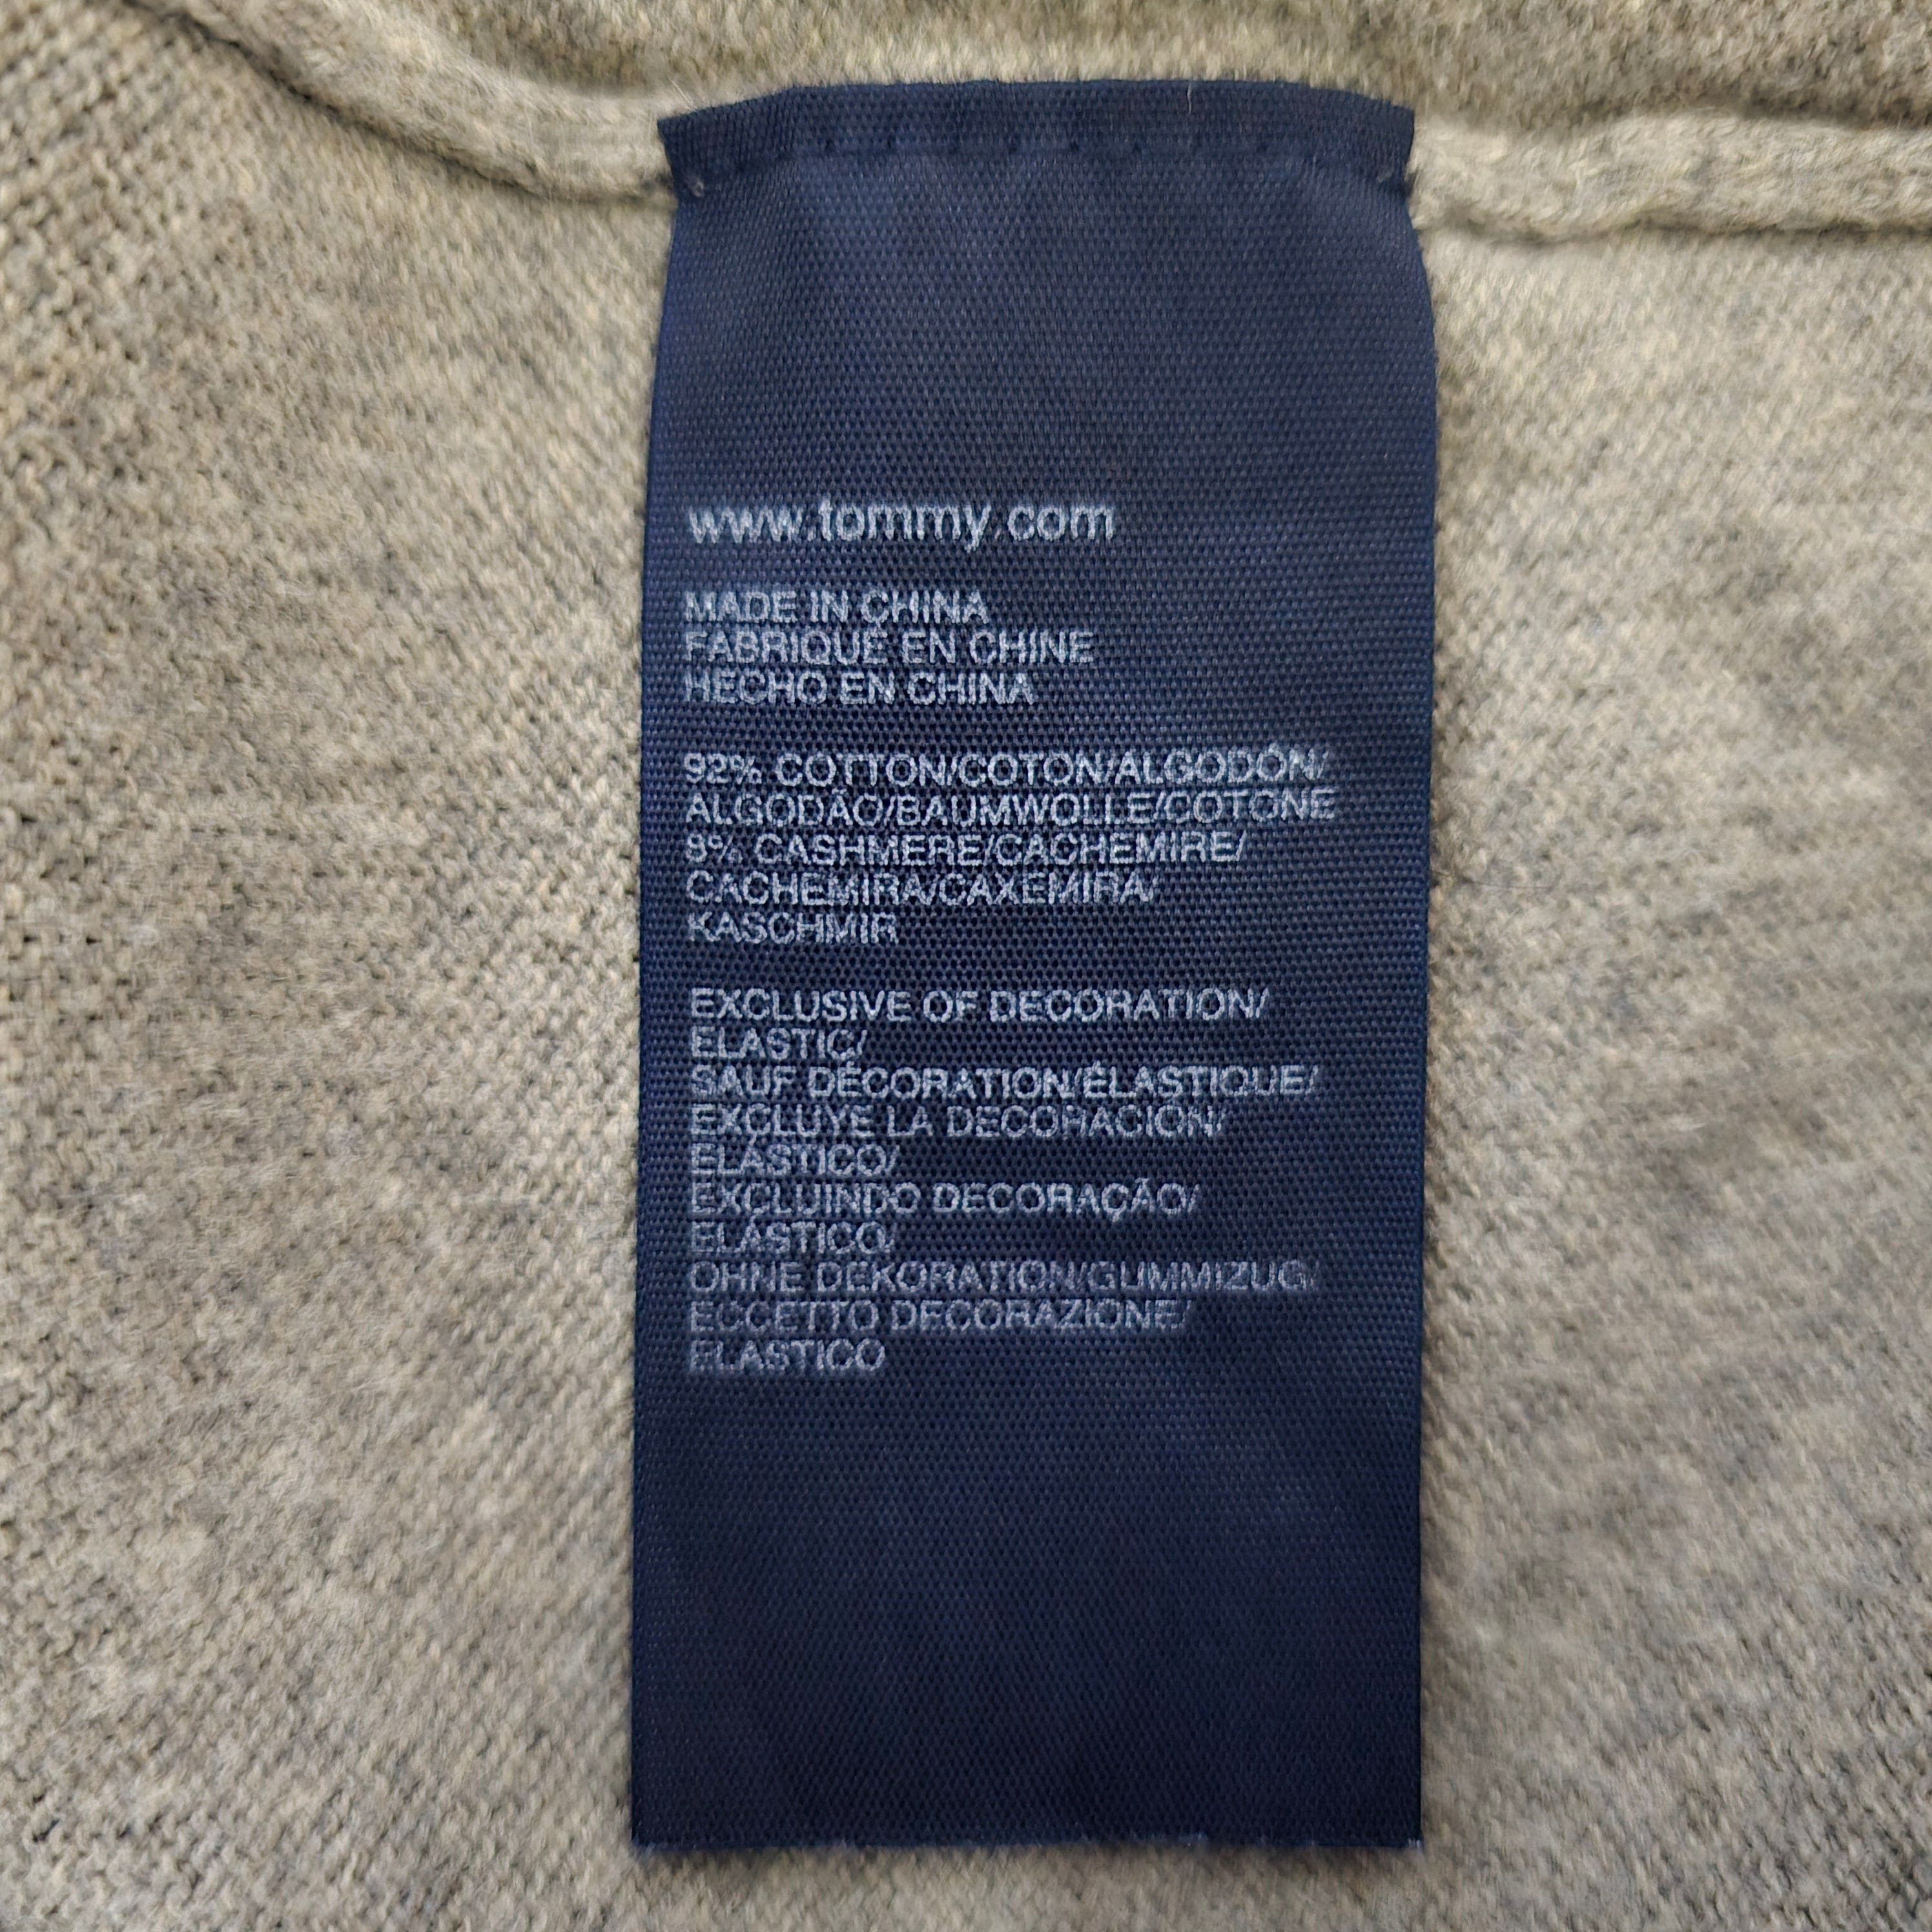 www.tommy.com
MADE IN CHINA
FABRIQUÉ EN CHINE
HECHO EN CHINA
92% COTTON/COTON/ALGODÓN/
ALGODÃO/BAUMWOLLE/COTONE
8% CASHMERE/CACHEMIRE/
CACHEMIRA/CAXEMIRA/
KASCHMIR
EXCLUSIVE OF DECORATION/
ELASTIC/
SAUF DÉCORATION/ÉLASTIQUE/
EXCLUYE LA DECORACIÓN/
ELÁSTICO/
EXCLUINDO DECORAÇÃO/
ELÁSTICO/
OHNE DEKORATION/GUMMIZUG/
ECCETTO DECORAZIONE/
ELASTICO